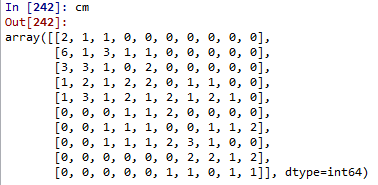 In [242]: cm
Out[242]:
array([[2, 1, 1, 0, 0, 0, 0, 0, 0, 0],
[6, 1, 3, 1, 1, 0, 0, 0, 0, 0],
[3, 3, 1, 0, 2, 0, 0, 0, 0, 0],
[1, 2, 1, 2, 2, 0, 1, 1, 0, 0],
[1, 3, 1, 2, 1, 2, 1, 2, 1, 0],
[0, 0, 0, 1, 1, 2, 0, 0, 0, 0],
[0, 0, 1, 1, 1, 0, 0, 1, 1, 2],
[0, 0, 1, 1, 1, 2, 3, 1, 0, 0],
[0, 0, 0, 0, 0, 0, 2, 2, 1, 2],
[0, 0, 0, 0, 0, 1, 1, 0, 1, 1]], dtype=int64)